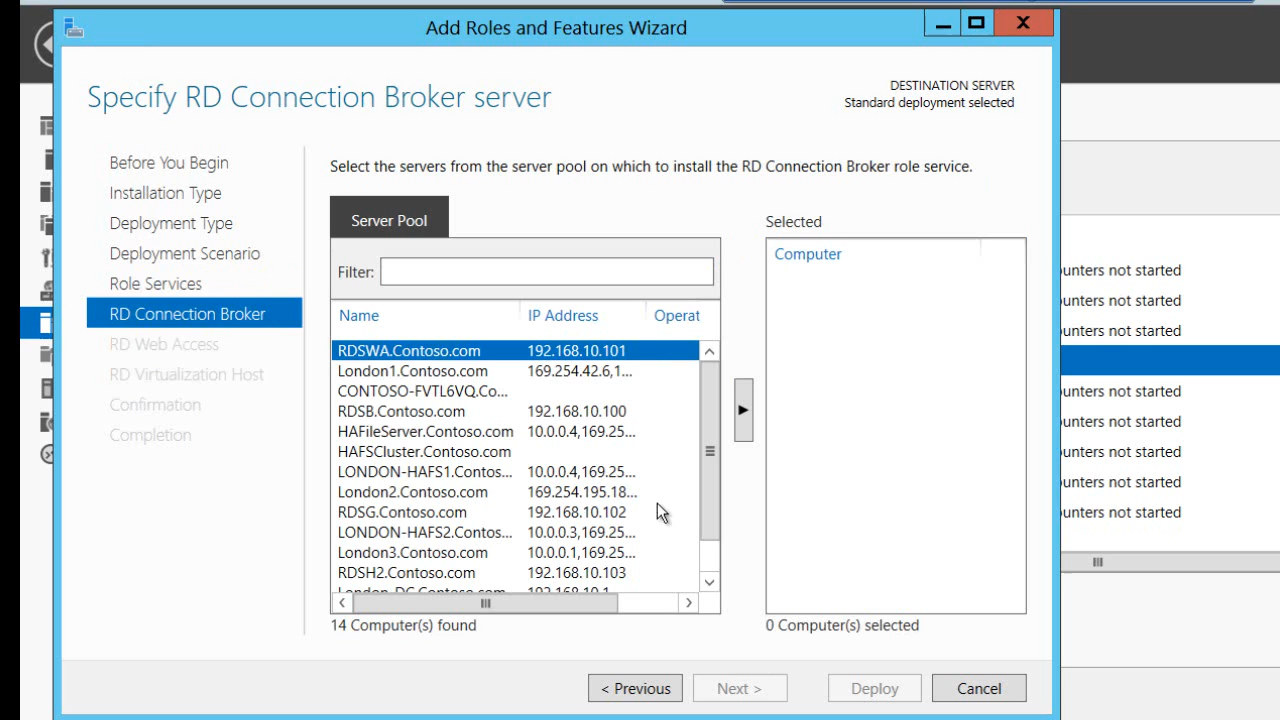 Add Roles and Features Wizard
Specify RD Connection Broker server
DESTINATION SERVER
Standard deployment selected
Before You Begin
Installation Type
Deployment Type
Deployment Scenario
Role Services
RD Connection Broker
RD Web Access
RD Virtualization Host
Confirmation
Completion
Select the servers from the server pool on which to install the RD Connection Broker role service.
Server Pool
Filter:
Name IP Address Operat
RDSWA.Contoso.com 192.168.10.101
London1.Contoso.com 169.254.42.6,1...
CONTOSO-FVTL6VQ.Co...
RDSB.Contoso.com 192.168.10.100
HAFileServer.Contoso.com 10.0.0.4,169.25...
HAFSCluster.Contoso.com
LONDON-HAFS1.Contos... 10.0.0.4,169.25...
London2.Contoso.com 169.254.195.18...
RDSG.Contoso.com 192.168.10.102
LONDON-HAFS2.Contos... 10.0.0.3,169.25...
London3.Contoso.com 10.0.0.1,169.25...
RDSH2.Contoso.com 192.168.10.103
London-DC.Contoso.com 192.168.10.1
14 Computer(s) found
Selected
Computer
0 Computer(s) selected
unters not started
unters not started
unters not started
unters not started
unters not started
unters not started
unters not started
unters not started
< Previous
Next >
Deploy
Cancel